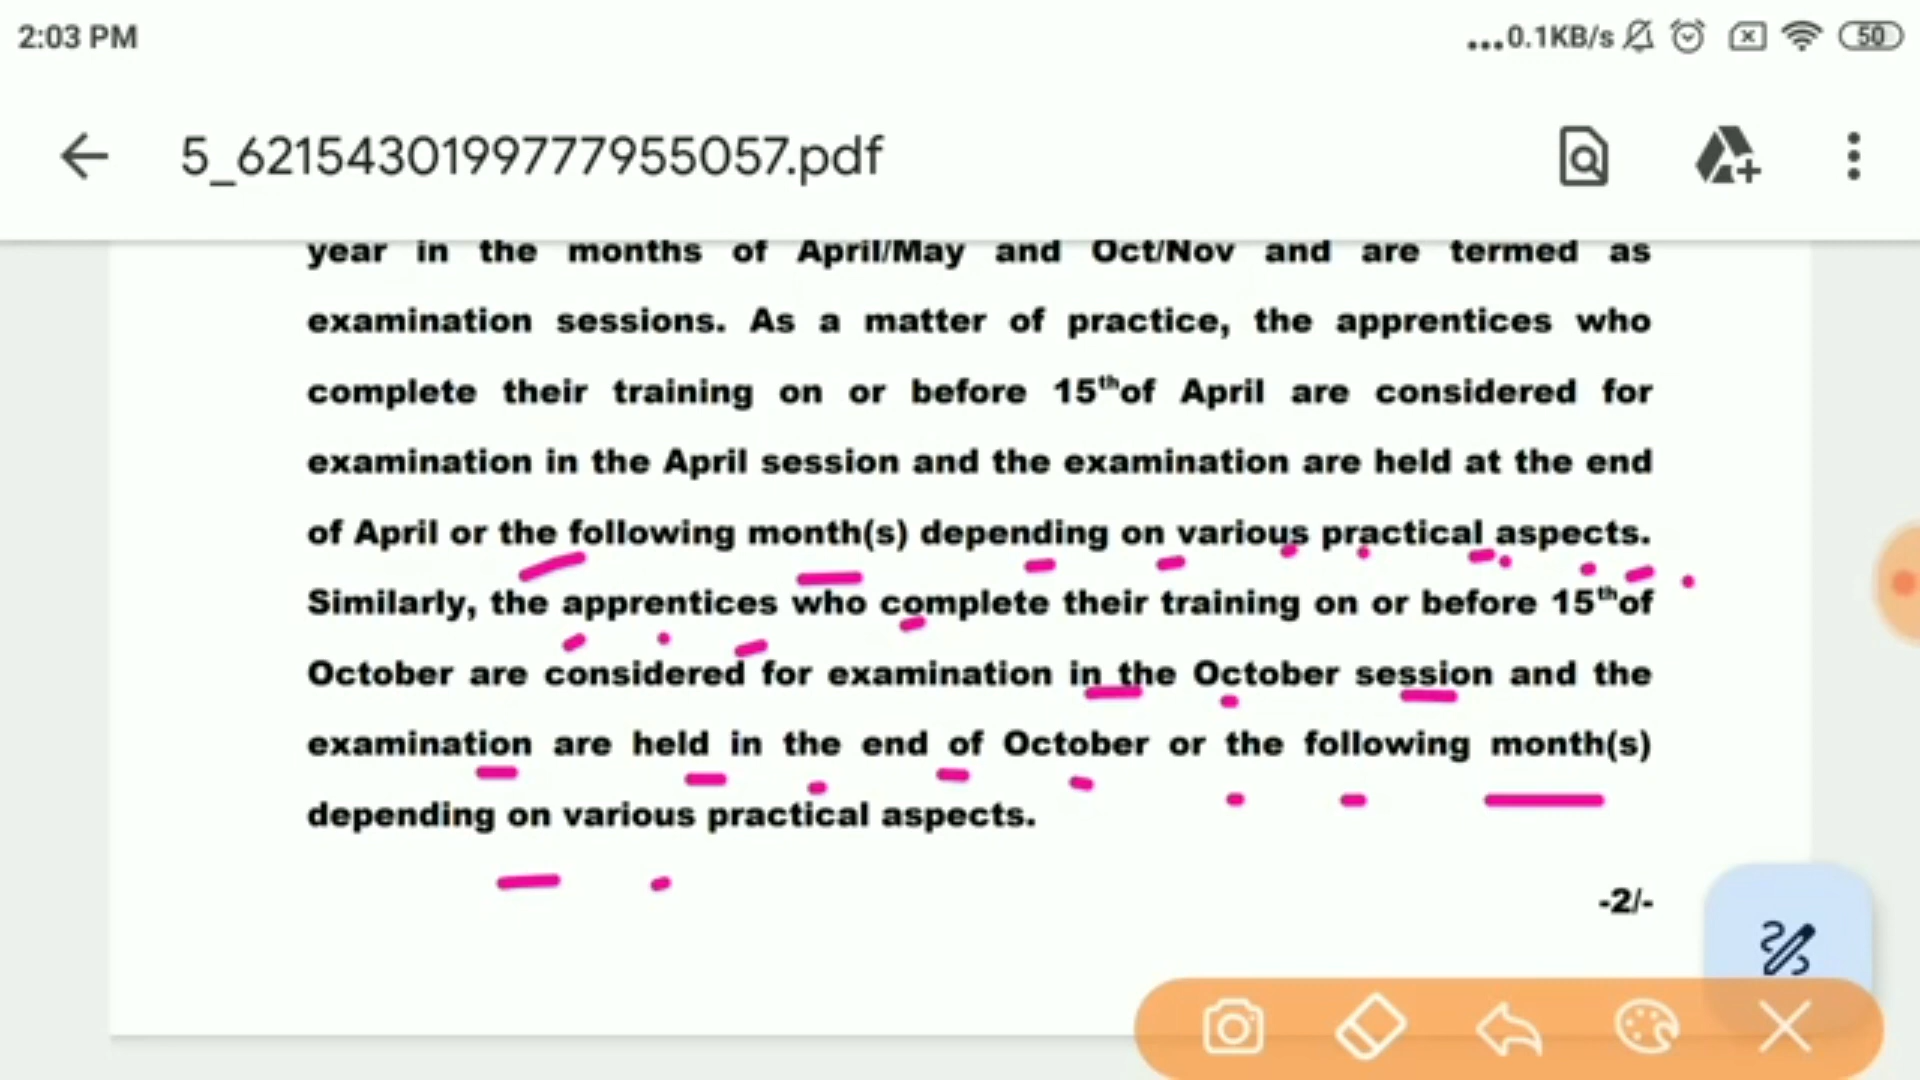 2:03 PM
...0.1KB/s 50
5_6215430199777955057.pdf
year in the months of April/May and Oct/Nov and are termed as
examination sessions. As a matter of practice, the apprentices who
complete their training on or before 15thof April are considered for
examination in the April session and the examination are held at the end
of April or the following month(s) depending on various practical aspects.
Similarly, the apprentices who complete their training on or before 15thof
October are considered for examination in the October session and the
examination are held in the end of October or the following month(s)
depending on various practical aspects.
-2/-